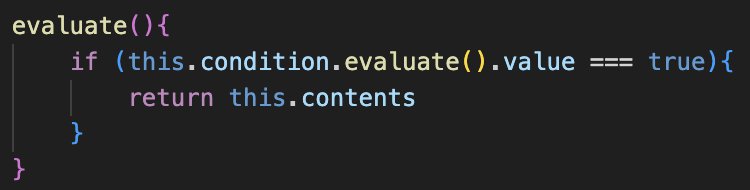 evaluate(){
    if (this.condition.evaluate().value === true){
        return this.contents
    }
}